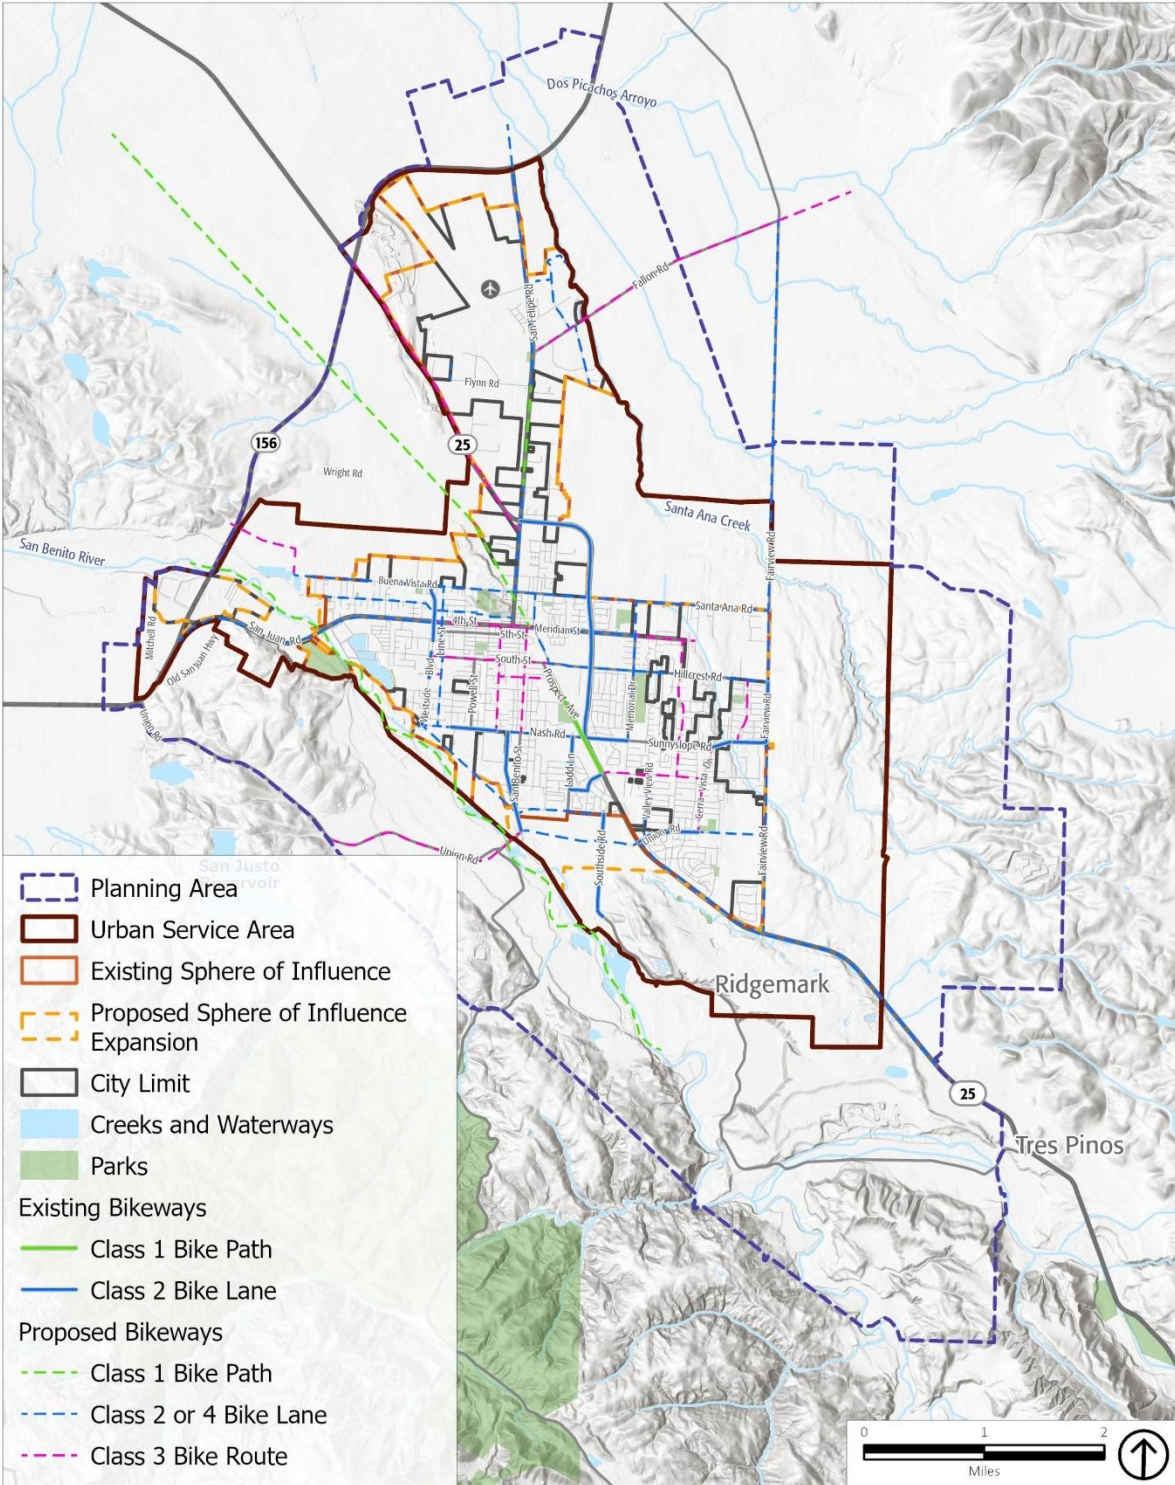 Dos Picachos Arroyo
Fallon Rd
San Felipe Rd
Flynn Rd
156
25
Wright Rd
Santa Ana Creek
San Benito River
Fairview Rd
Buena Vista Rd
Santa Ana Rd
Mitchell Rd
4th St
Meridian St
5th St
San Juan Rd
Line St
Old San Juan Hwy
South St
Hillcrest Rd
Westside Blvd
Powell St
Prospect Ave
Memorial Dr
Fairview Rd
Union Rd
Nash Rd
Sunnyslope Rd
San Benito St
Ladd Ln
Valley View Rd
Cerra Vista Dr
Union Rd
Southside Rd
Fairview Rd
Union Rd
San Justo
Reservoir
Ridgemark
25
Tres Pinos
Planning Area
Urban Service Area
Existing Sphere of Influence
Proposed Sphere of Influence
Expansion
City Limit
Creeks and Waterways
Parks
Existing Bikeways
Class 1 Bike Path
Class 2 Bike Lane
Proposed Bikeways
Class 1 Bike Path
Class 2 or 4 Bike Lane
Class 3 Bike Route
0 1 2
Miles